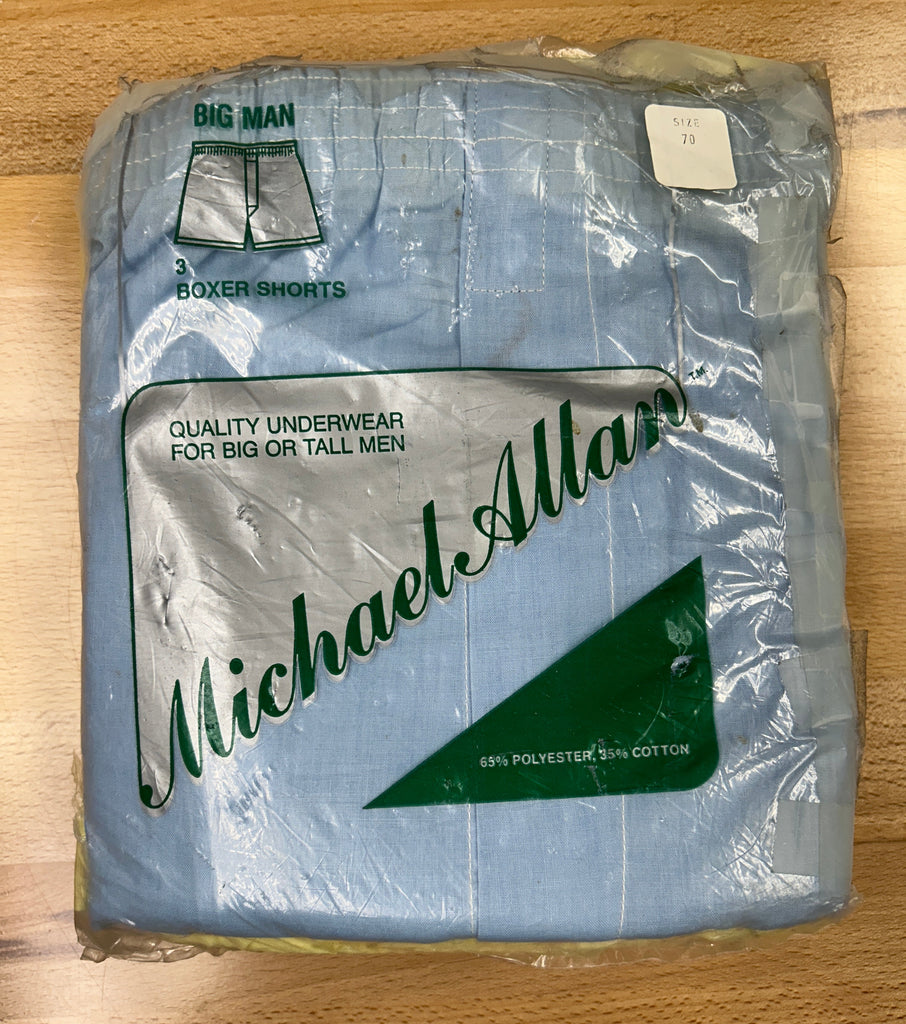 BIG MAN
SIZE
70
3
BOXER SHORTS
QUALITY UNDERWEAR
FOR BIG OR TALL MEN
Michael Allan T.M.
65% POLYESTER, 35% COTTON